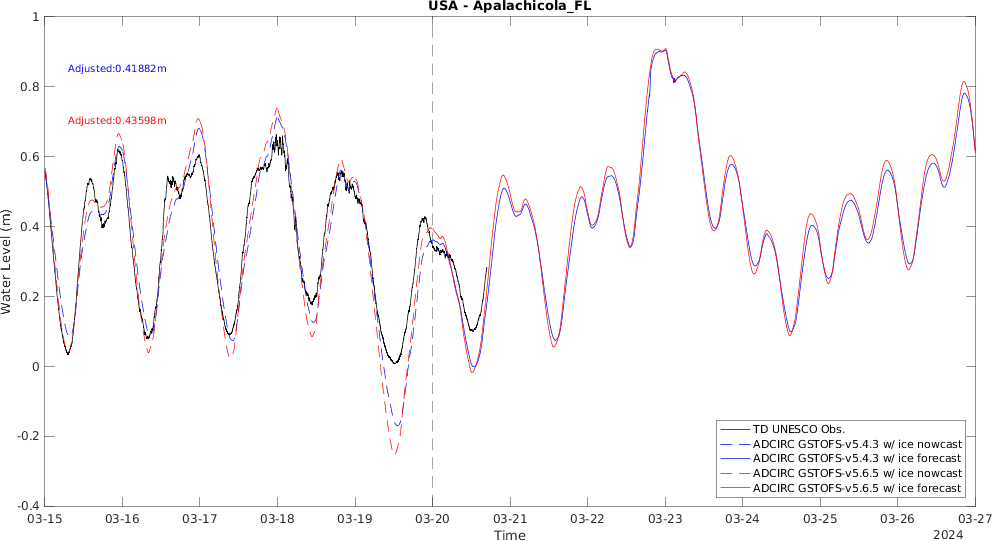 USA - Apalachicola_FL
1
0.8
0.6
0.4
0.2
0
-0.2
-0.4
Water Level (m)
Adjusted:0.41882m
Adjusted:0.43598m
TD UNESCO Obs.
ADCIRC GSTOFS-v5.4.3 w/ ice nowcast
ADCIRC GSTOFS-v5.4.3 w/ ice forecast
ADCIRC GSTOFS-v5.6.5 w/ ice nowcast
ADCIRC GSTOFS-v5.6.5 w/ ice forecast
03-15 03-16 03-17 03-18 03-19 03-20 03-21 03-22 03-23 03-24 03-25 03-26 03-27
Time
2024